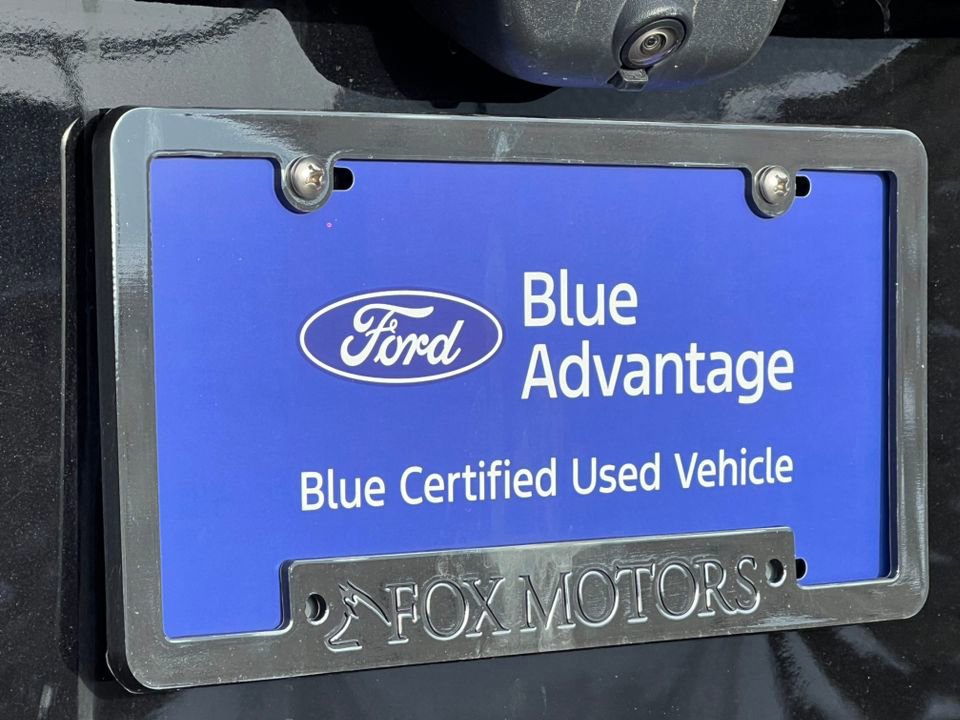 Ford
Blue
Advantage
Blue Certified Used Vehicle
FOX MOTORS